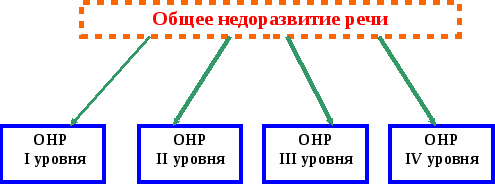 Общее недоразвитие речи
ОНР
I уровня
ОНР
II уровня
ОНР
III уровня
ОНР
IV уровня